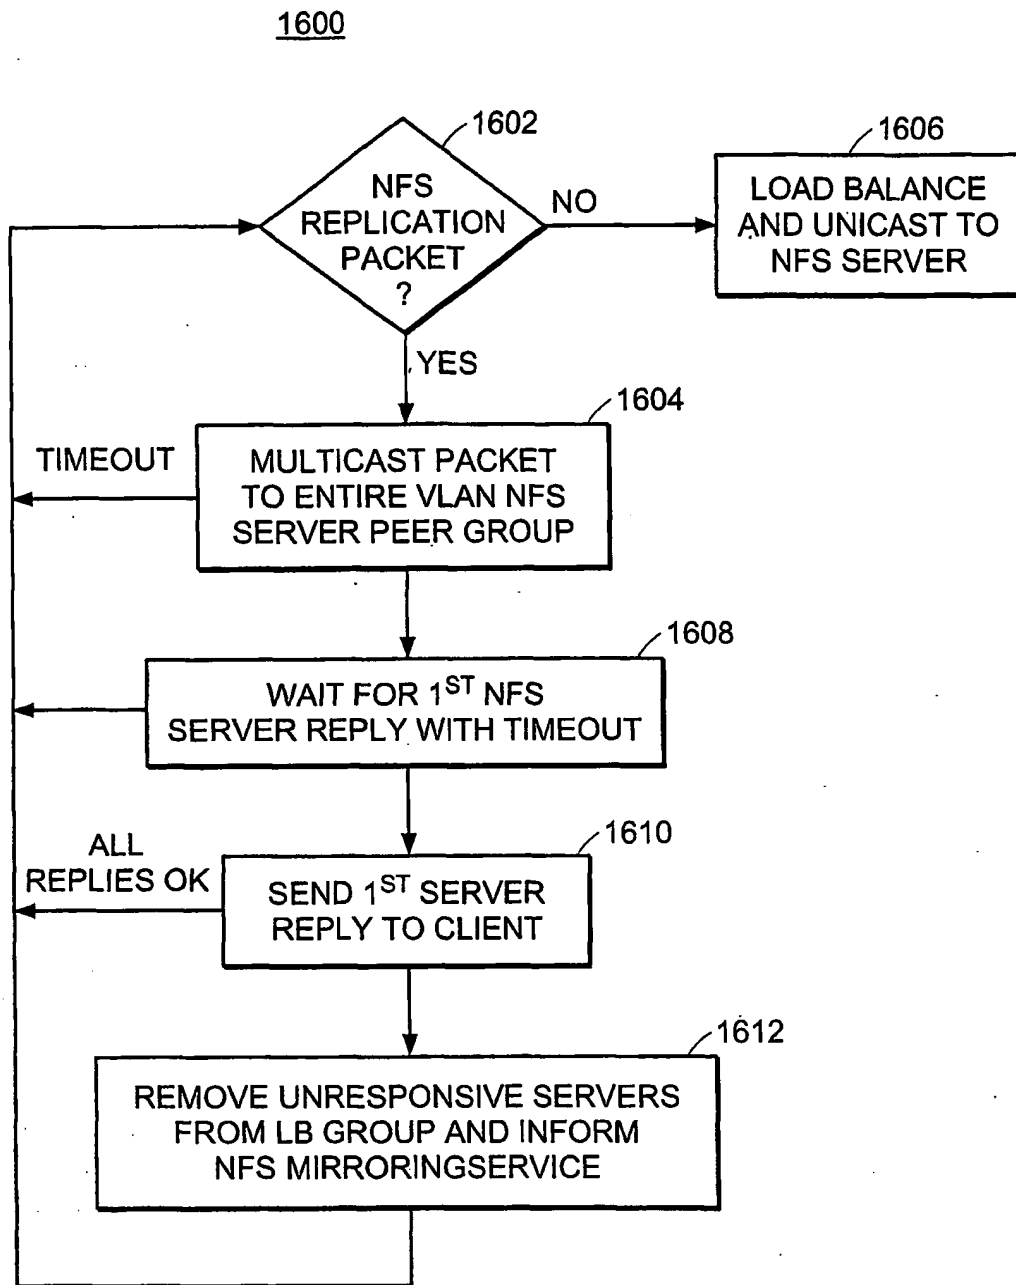 1600
1602
NFS
REPLICATION
PACKET
?
NO
1606
LOAD BALANCE
AND UNICAST TO
NFS SERVER
YES
1604
TIMEOUT
MULTICAST PACKET
TO ENTIRE VLAN NFS
SERVER PEER GROUP
1608
WAIT FOR 1ST NFS
SERVER REPLY WITH TIMEOUT
1610
ALL
REPLIES OK
SEND 1ST SERVER
REPLY TO CLIENT
1612
REMOVE UNRESPONSIVE SERVERS
FROM LB GROUP AND INFORM
NFS MIRRORINGSERVICE